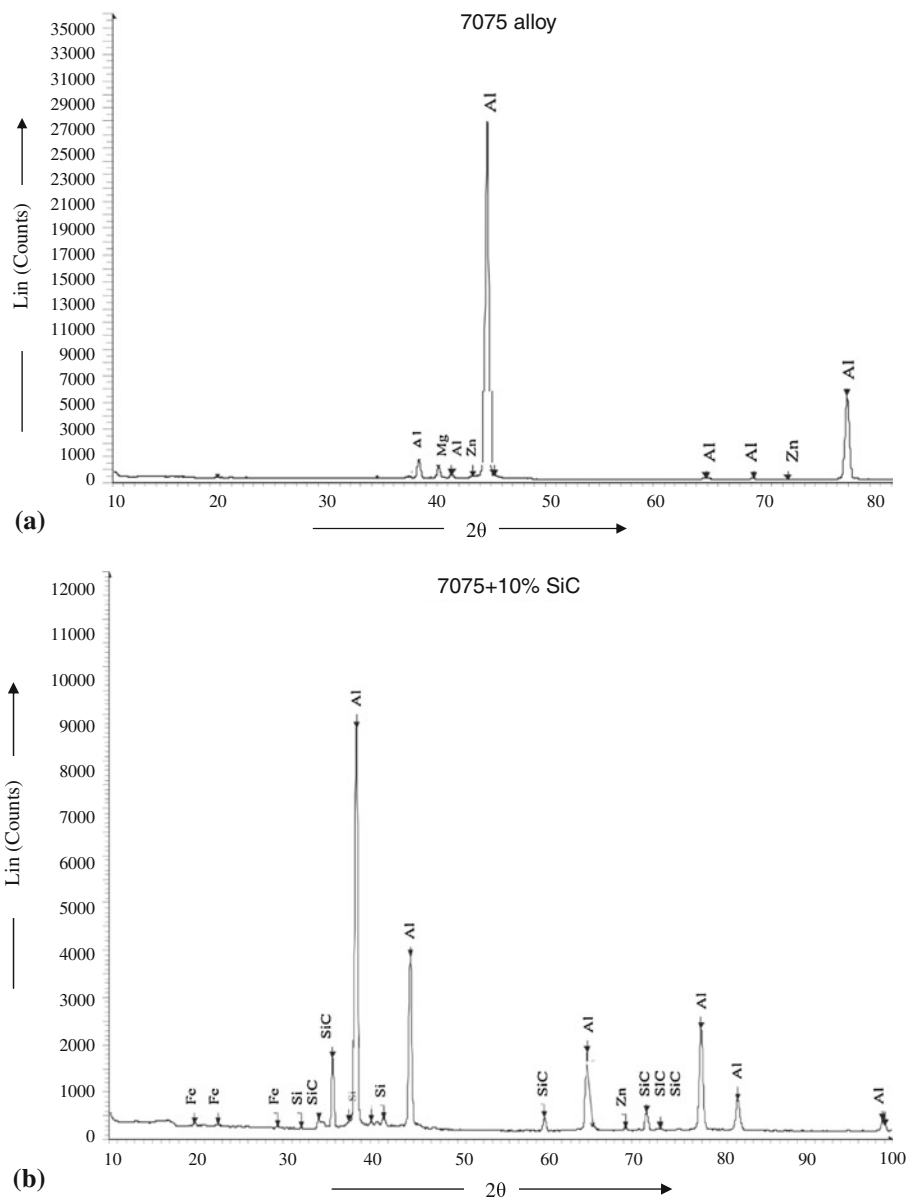 7075 alloy
35000
33000
31000
29000
27000
25000
23000
21000
19000
17000
15000
13000
11000
9000
7000
5000
3000
1000
0
Lin (Counts)
Al
Mg
Al
Zn
Al
Al
Al
Zn
Al
10 20 30 40 50 60 70 80
(a)
2θ
7075+10% SiC
12000
11000
10000
9000
8000
7000
6000
5000
4000
3000
2000
1000
0
Lin (Counts)
Fe
Fe
Fe
Si
SiC
SiC
Al
Si
Si
Al
SiC
Al
Zn
SiC
SIC
SiC
Al
Al
Al
10 20 30 40 50 60 70 80 90 100
(b)
2θ